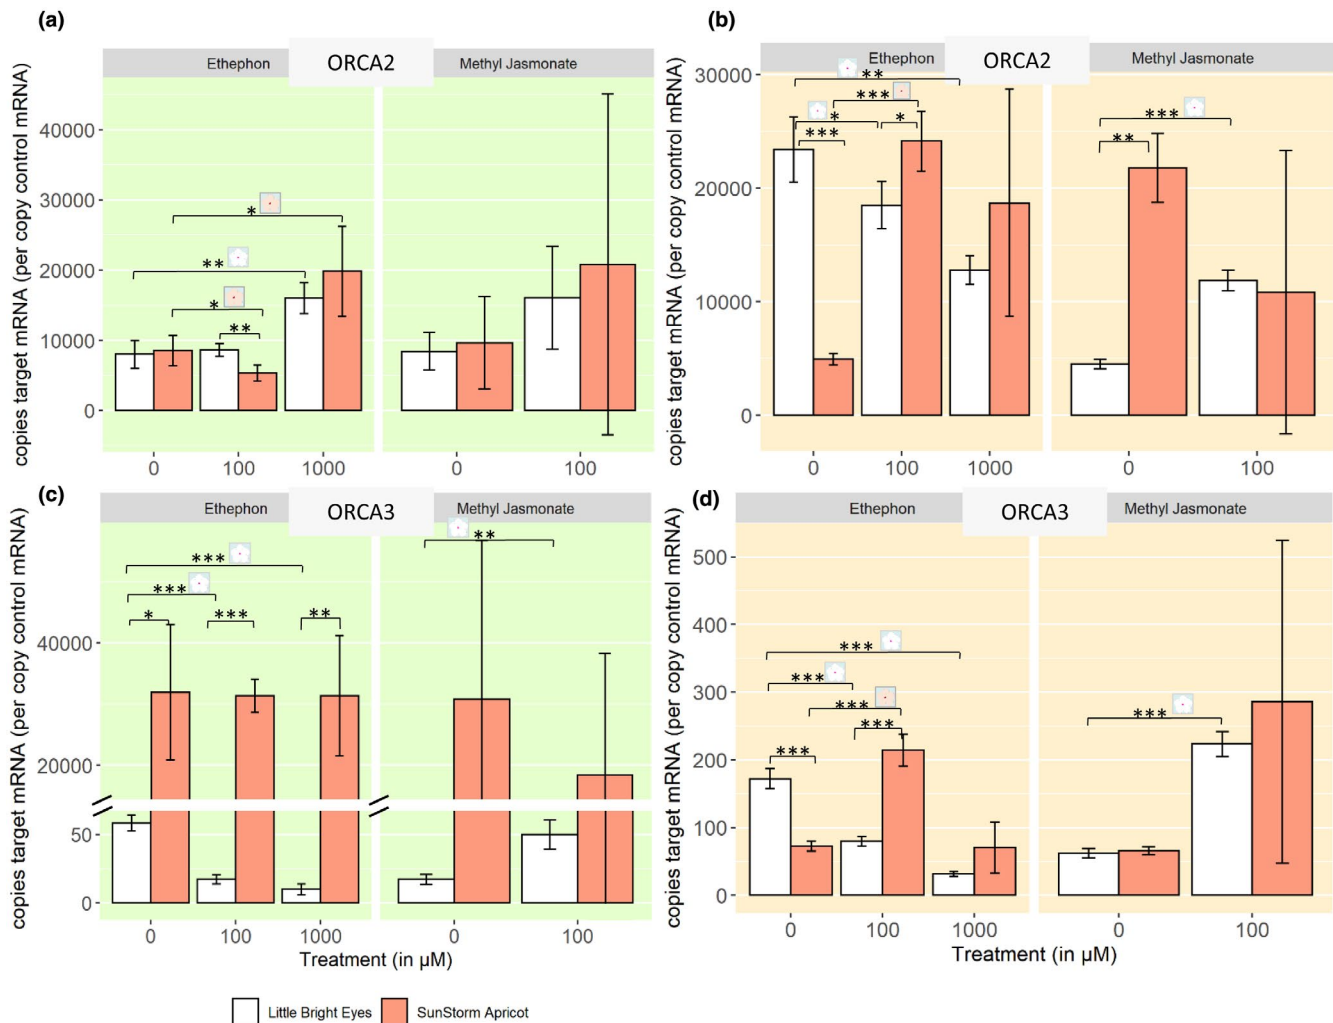 (a)
Ethephon ORCA2 Methyl Jasmonate
copies target mRNA (per copy control mRNA)
40000
30000
20000
10000
0
*
**
*
**
0 100 1000 0 100
(b)
Ethephon ORCA2 Methyl Jasmonate
copies target mRNA (per copy control mRNA)
30000
20000
10000
0
**
***
* *
***
***
**
0 100 1000 0 100
(c)
Ethephon ORCA3 Methyl Jasmonate
copies target mRNA (per copy control mRNA)
40000
20000
50
0
***
***
* *** **
**
0 100 1000 0 100
Treatment (in µM)
(d)
Ethephon ORCA3 Methyl Jasmonate
copies target mRNA (per copy control mRNA)
500
400
300
200
100
0
***
***
***
***
***
***
0 100 1000 0 100
Treatment (in µM)
Little Bright Eyes SunStorm Apricot